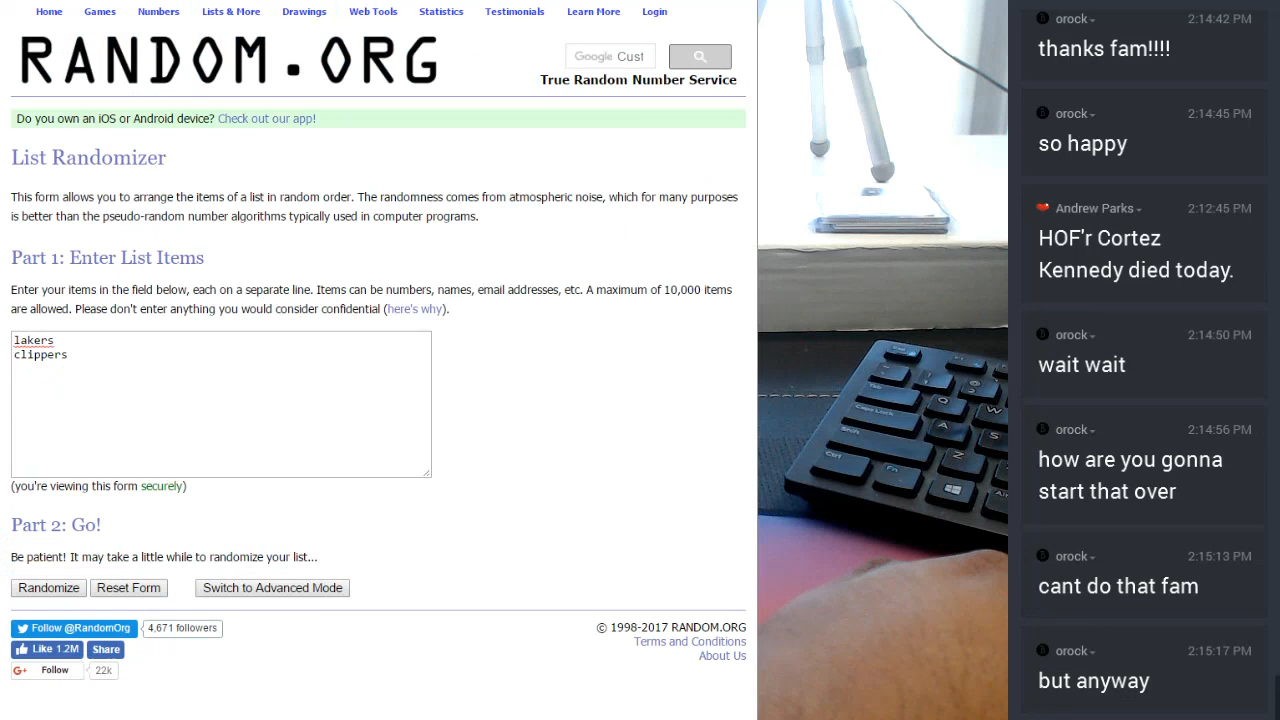 Home Games Numbers Lists & More Drawings Web Tools Statistics Testimonials Learn More Login
RANDOM.ORG
Google Cust
True Random Number Service
Do you own an iOS or Android device? Check out our app!
List Randomizer
This form allows you to arrange the items of a list in random order. The randomness comes from atmospheric noise, which for many purposes
is better than the pseudo-random number algorithms typically used in computer programs.
Part 1: Enter List Items
Enter your items in the field below, each on a separate line. Items can be numbers, names, email addresses, etc. A maximum of 10,000 items
are allowed. Please don't enter anything you would consider confidential (here's why).
lakers
clippers
(you're viewing this form securely)
Part 2: Go!
Be patient! It may take a little while to randomize your list...
Randomize Reset Form Switch to Advanced Mode
Follow @RandomOrg 4,671 followers
Like 1.2M Share
G+ Follow 22k
© 1998-2017 RANDOM.ORG
Terms and Conditions
About Us
Tab
Q
W
Caps Lock
A
S
Shift
Z
Ctrl
Fn
orock 2:14:42 PM
thanks fam!!!!
orock 2:14:45 PM
so happy
Andrew Parks 2:12:45 PM
HOF'r Cortez
Kennedy died today.
orock 2:14:50 PM
wait wait
orock 2:14:56 PM
how are you gonna
start that over
orock 2:15:13 PM
cant do that fam
orock 2:15:17 PM
but anyway